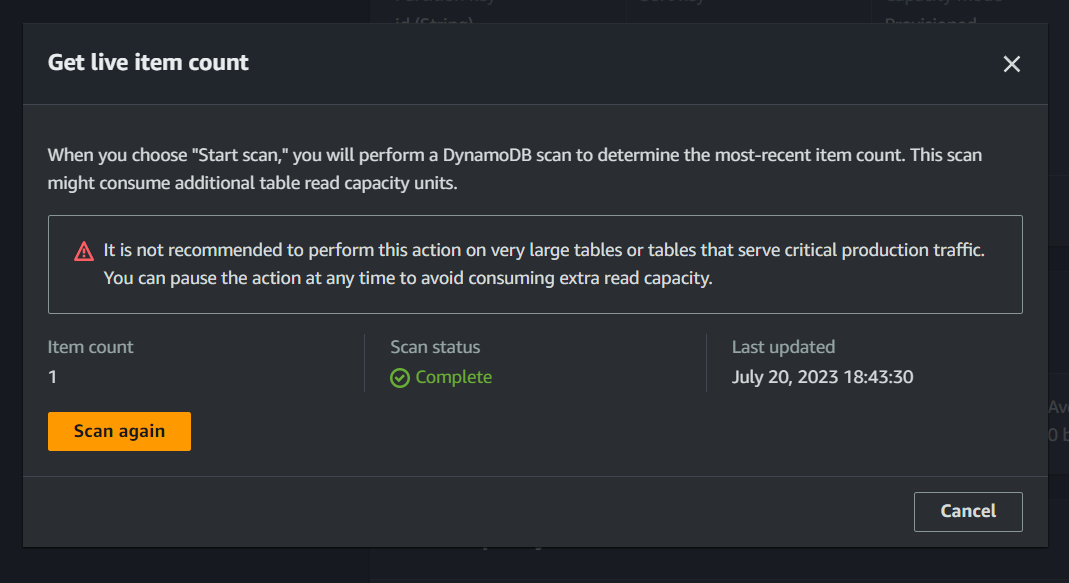 id (String)
Provisioned
Get live item count
When you choose "Start scan," you will perform a DynamoDB scan to determine the most-recent item count. This scan
might consume additional table read capacity units.
It is not recommended to perform this action on very large tables or tables that serve critical production traffic.
You can pause the action at any time to avoid consuming extra read capacity.
Item count
1
Scan status
Complete
Last updated
July 20, 2023 18:43:30
Scan again
Cancel